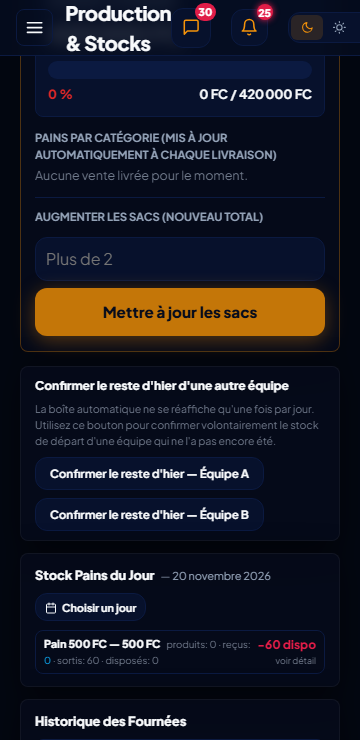 Production
& Stocks
30
25
0 %
0 FC / 420 000 FC
PAINS PAR CATÉGORIE (MIS À JOUR
AUTOMATIQUEMENT À CHAQUE LIVRAISON)
Aucune vente livrée pour le moment.
AUGMENTER LES SACS (NOUVEAU TOTAL)
Plus de 2
Mettre à jour les sacs
Confirmer le reste d'hier d'une autre équipe
La boîte automatique ne se réaffiche qu'une fois par jour.
Utilisez ce bouton pour confirmer volontairement le stock
de départ d'une équipe qui ne l'a pas encore été.
Confirmer le reste d'hier — Équipe A
Confirmer le reste d'hier — Équipe B
Stock Pains du Jour — 20 novembre 2026
Choisir un jour
Pain 500 FC — 500 FC produits: 0 · reçus: -60 dispo
0 · sortis: 60 · disposés: 0 voir détail
Historique des Fournées